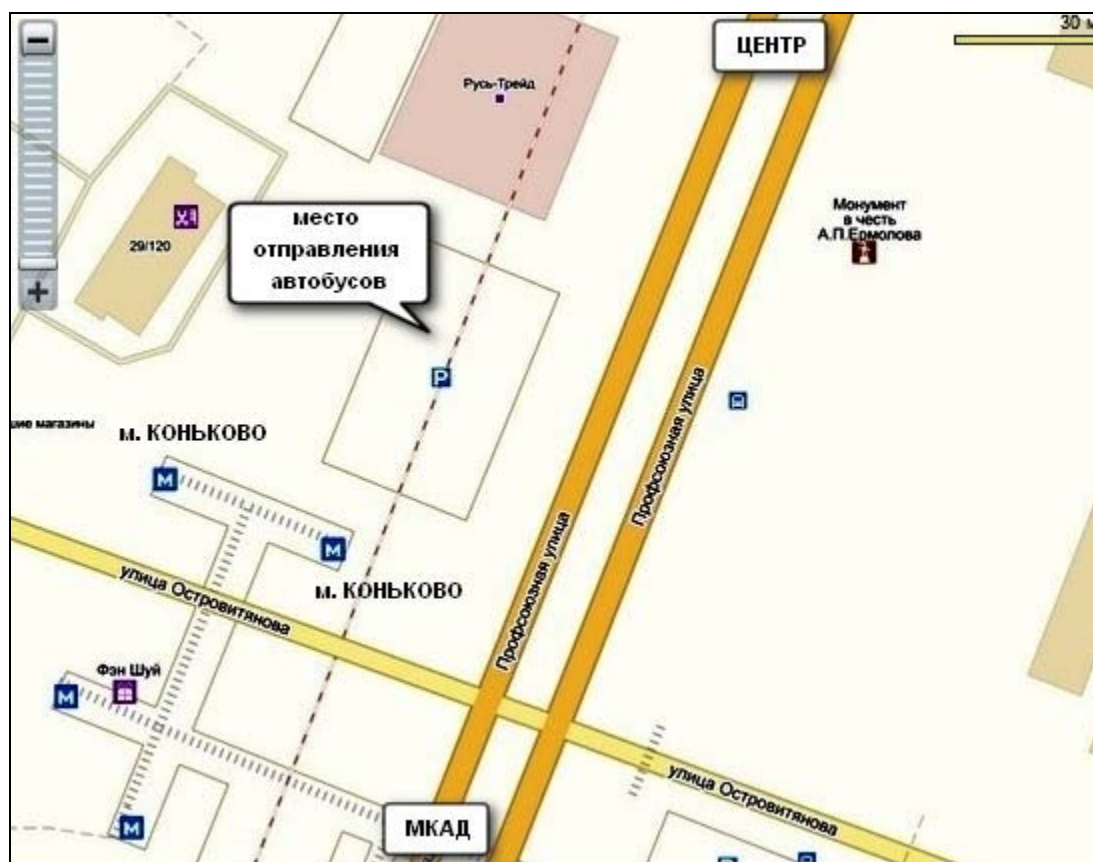 30 м
ЦЕНТР
Русь-Трейд
Монумент
в честь
А.П.Ермолова
место
отправления
автобусов
29/120
P
Профсоюзная улица
магазины
м. КОНЬКОВО
M
M
м. КОНЬКОВО
улица Островитянова
Профсоюзная улица
Фэн Шуй
M
M
МКАД
улица Островитянова